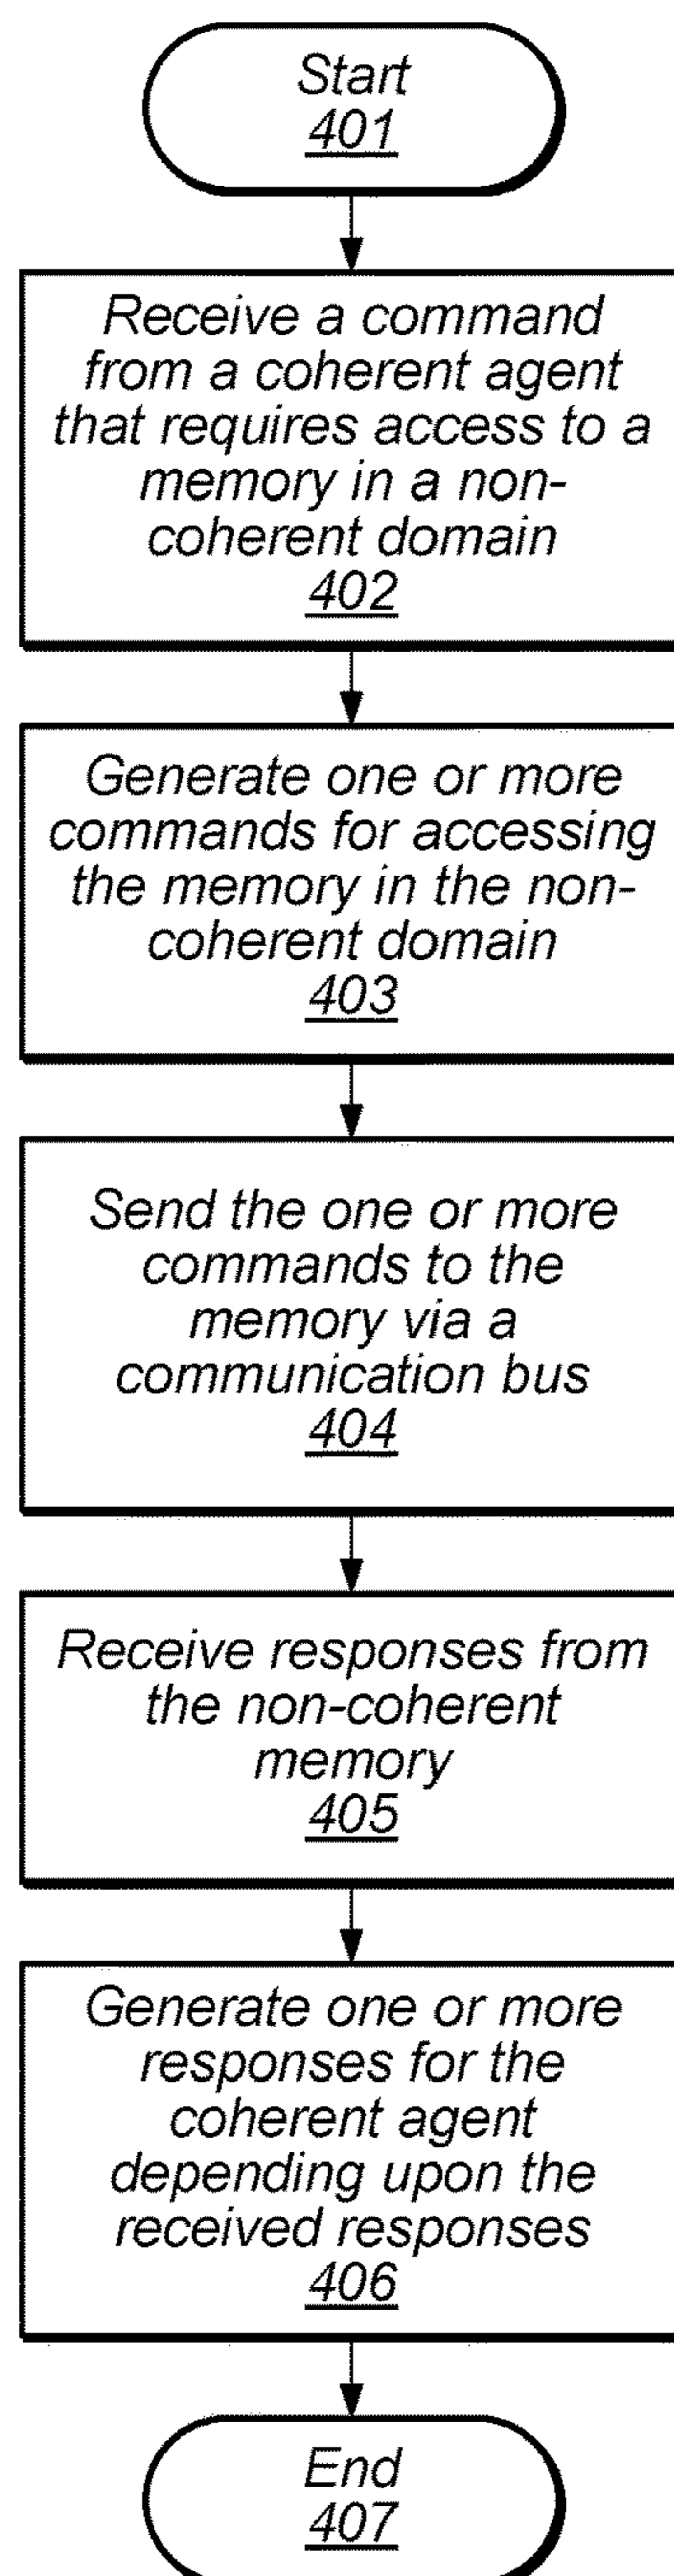 Start
401
Receive a command
from a coherent agent
that requires access to a
memory in a non-
coherent domain
402
Generate one or more
commands for accessing
the memory in the non-
coherent domain
403
Send the one or more
commands to the
memory via a
communication bus
404
Receive responses from
the non-coherent
memory
405
Generate one or more
responses for the
coherent agent
depending upon the
received responses
406
End
407